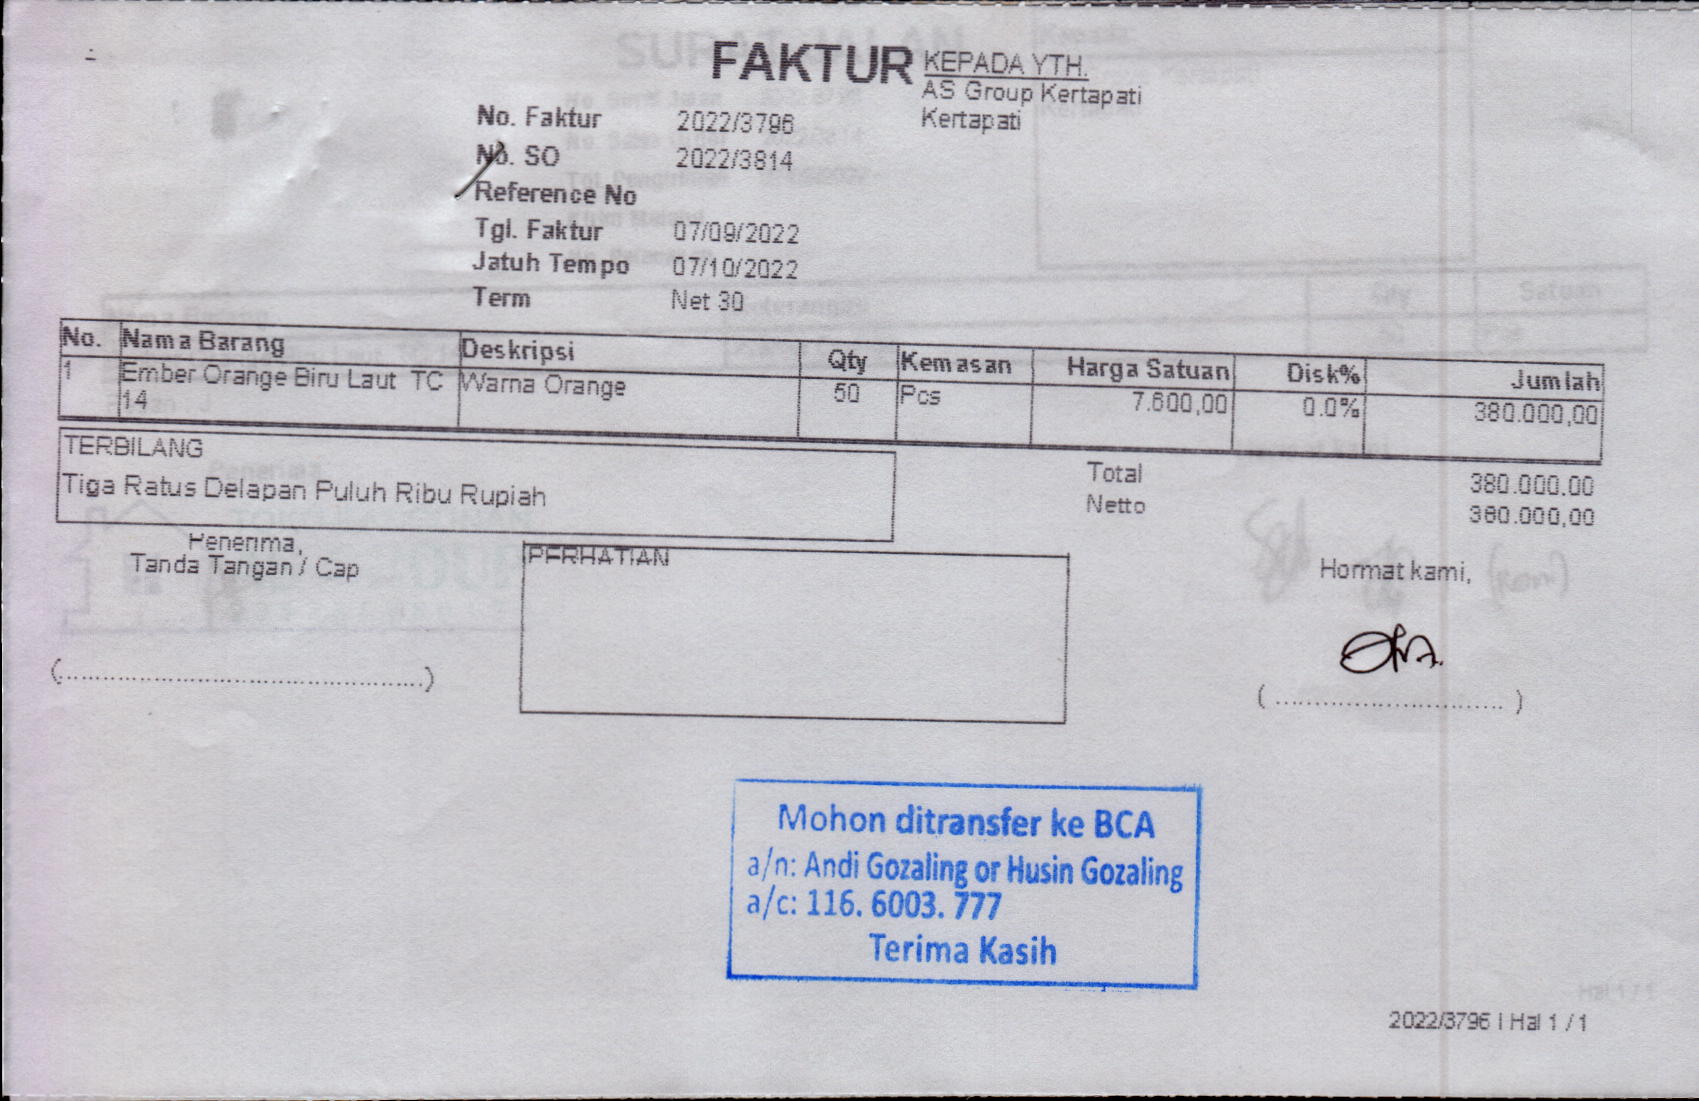 FAKTUR
KEPADA YTH.
AS Group Kertapati
Kertapati
No. Faktur 2022/3796
No. SO 2022/3814
Reference No
Tgl. Faktur 07/09/2022
Jatuh Tempo 07/10/2022
Term Net 30
No. Nama Barang Deskripsi Qty Kemasan Harga Satuan Disk% Jumlah
1 Ember Orange Biru Laut TC Warna Orange 50 Pcs 7.600,00 0.0% 380.000,00
14
TERBILANG
Tiga Ratus Delapan Puluh Ribu Rupiah
Total 380.000.00
Netto 380.000,00
Penerima,
Tanda Tangan / Cap
PERHATIAN
Hormat kami,
(..............................................)
( ............................. )
Mohon ditransfer ke BCA
a/n: Andi Gozaling or Husin Gozaling
a/c: 116. 6003. 777
Terima Kasih
2022/3796 | Hal 1 / 1